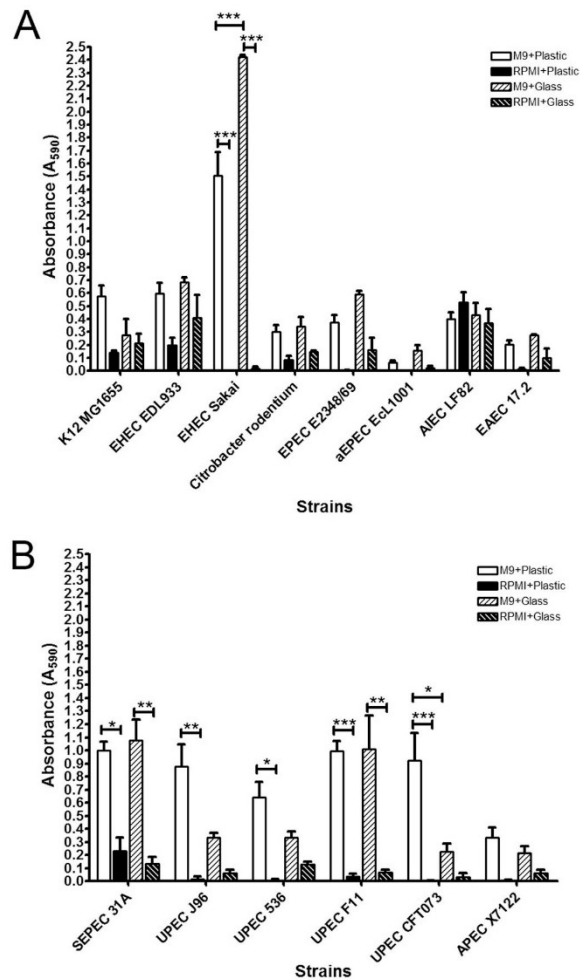 A
***
***
***
2.5
2.4
2.3
2.2
2.1
2.0
1.9
1.8
1.7
1.6
1.5
1.4
1.3
1.2
1.1
1.0
0.9
0.8
0.7
0.6
0.5
0.4
0.3
0.2
0.1
0.0
Absorbance (A590)
M9+Plastic
RPMI+Plastic
M9+Glass
RPMI+Glass
K12 MG1655
EHEC EDL933
EHEC Sakai
Citrobacter rodentium
EPEC E2348/69
aEPEC EcL1001
AIEC LF82
EAEC 17.2
Strains
B
2.5
2.4
2.3
2.2
2.1
2.0
1.9
1.8
1.7
1.6
1.5
1.4
1.3
1.2
1.1
1.0
0.9
0.8
0.7
0.6
0.5
0.4
0.3
0.2
0.1
0.0
Absorbance (A590)
M9+Plastic
RPMI+Plastic
M9+Glass
RPMI+Glass
*
**
**
*
***
**
*
***
SEPEC 31A
UPEC J96
UPEC 536
UPEC F11
UPEC CFT073
APEC X7122
Strains